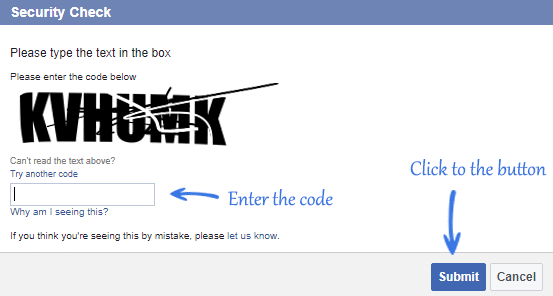 Security Check
Please type the text in the box
Please enter the code below
KVHUMK
Can't read the text above?
Try another code
Click to the button
Enter the code
Why am I seeing this?
If you think you're seeing this by mistake, please let us know.
Submit
Cancel